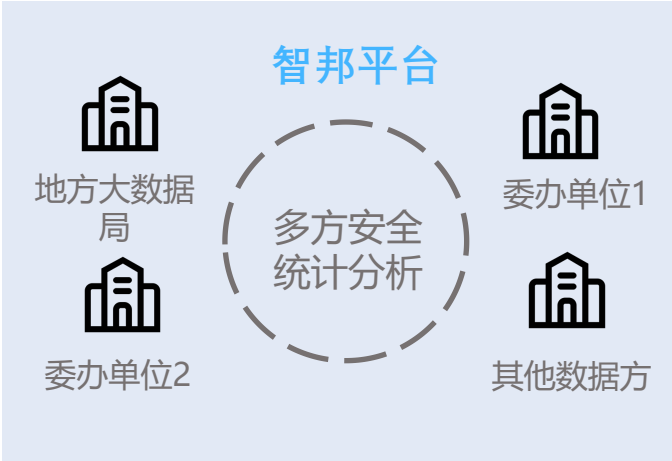 智邦平台
地方大数据
局
委办单位1
多方安全
统计分析
委办单位2
其他数据方